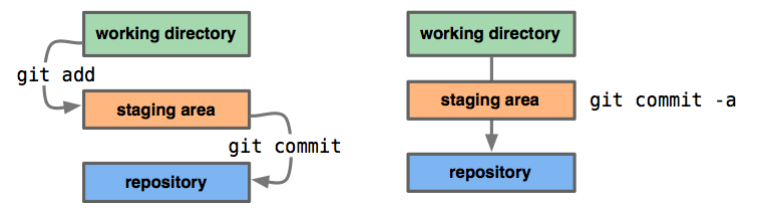 working directory
git add
staging area
git commit
repository
working directory
staging area
git commit -a
repository